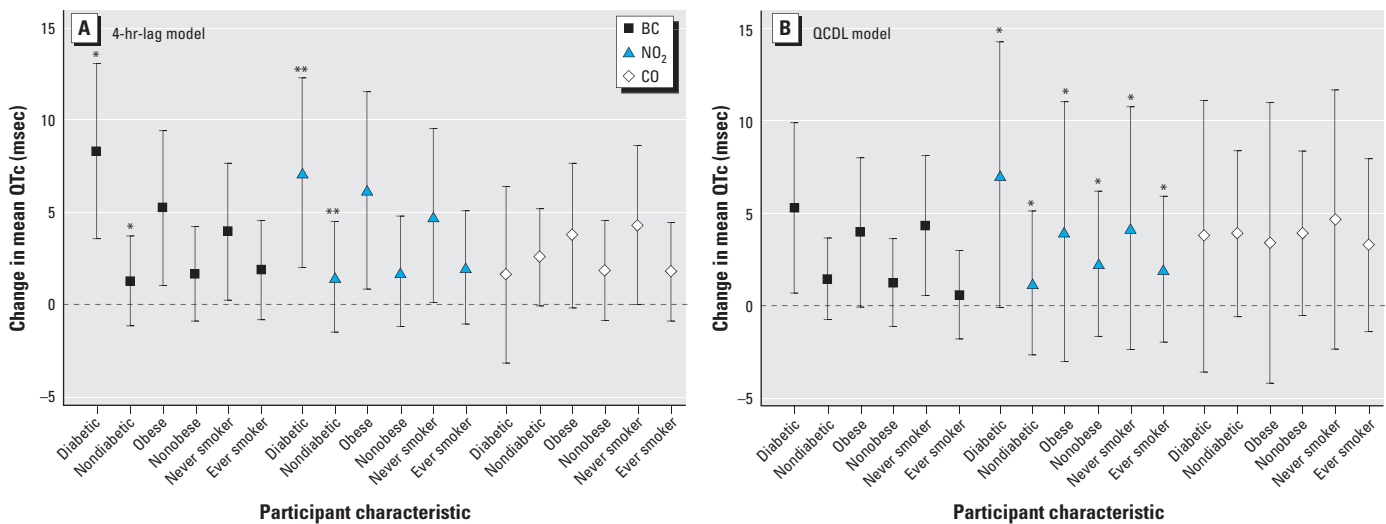 A 4-hr-lag model
BC
NO₂
CO
Change in mean QTc (msec)
15
10
5
0
–5
*
*
**
**
Diabetic
Nondiabetic
Obese
Nonobese
Never smoker
Ever smoker
Diabetic
Nondiabetic
Obese
Nonobese
Never smoker
Ever smoker
Diabetic
Nondiabetic
Obese
Nonobese
Never smoker
Ever smoker
Participant characteristic
B QCDL model
Change in mean QTc (msec)
15
10
5
0
–5
*
*
*
*
*
*
Diabetic
Nondiabetic
Obese
Nonobese
Never smoker
Ever smoker
Diabetic
Nondiabetic
Obese
Nonobese
Never smoker
Ever smoker
Diabetic
Nondiabetic
Obese
Nonobese
Never smoker
Ever smoker
Participant characteristic